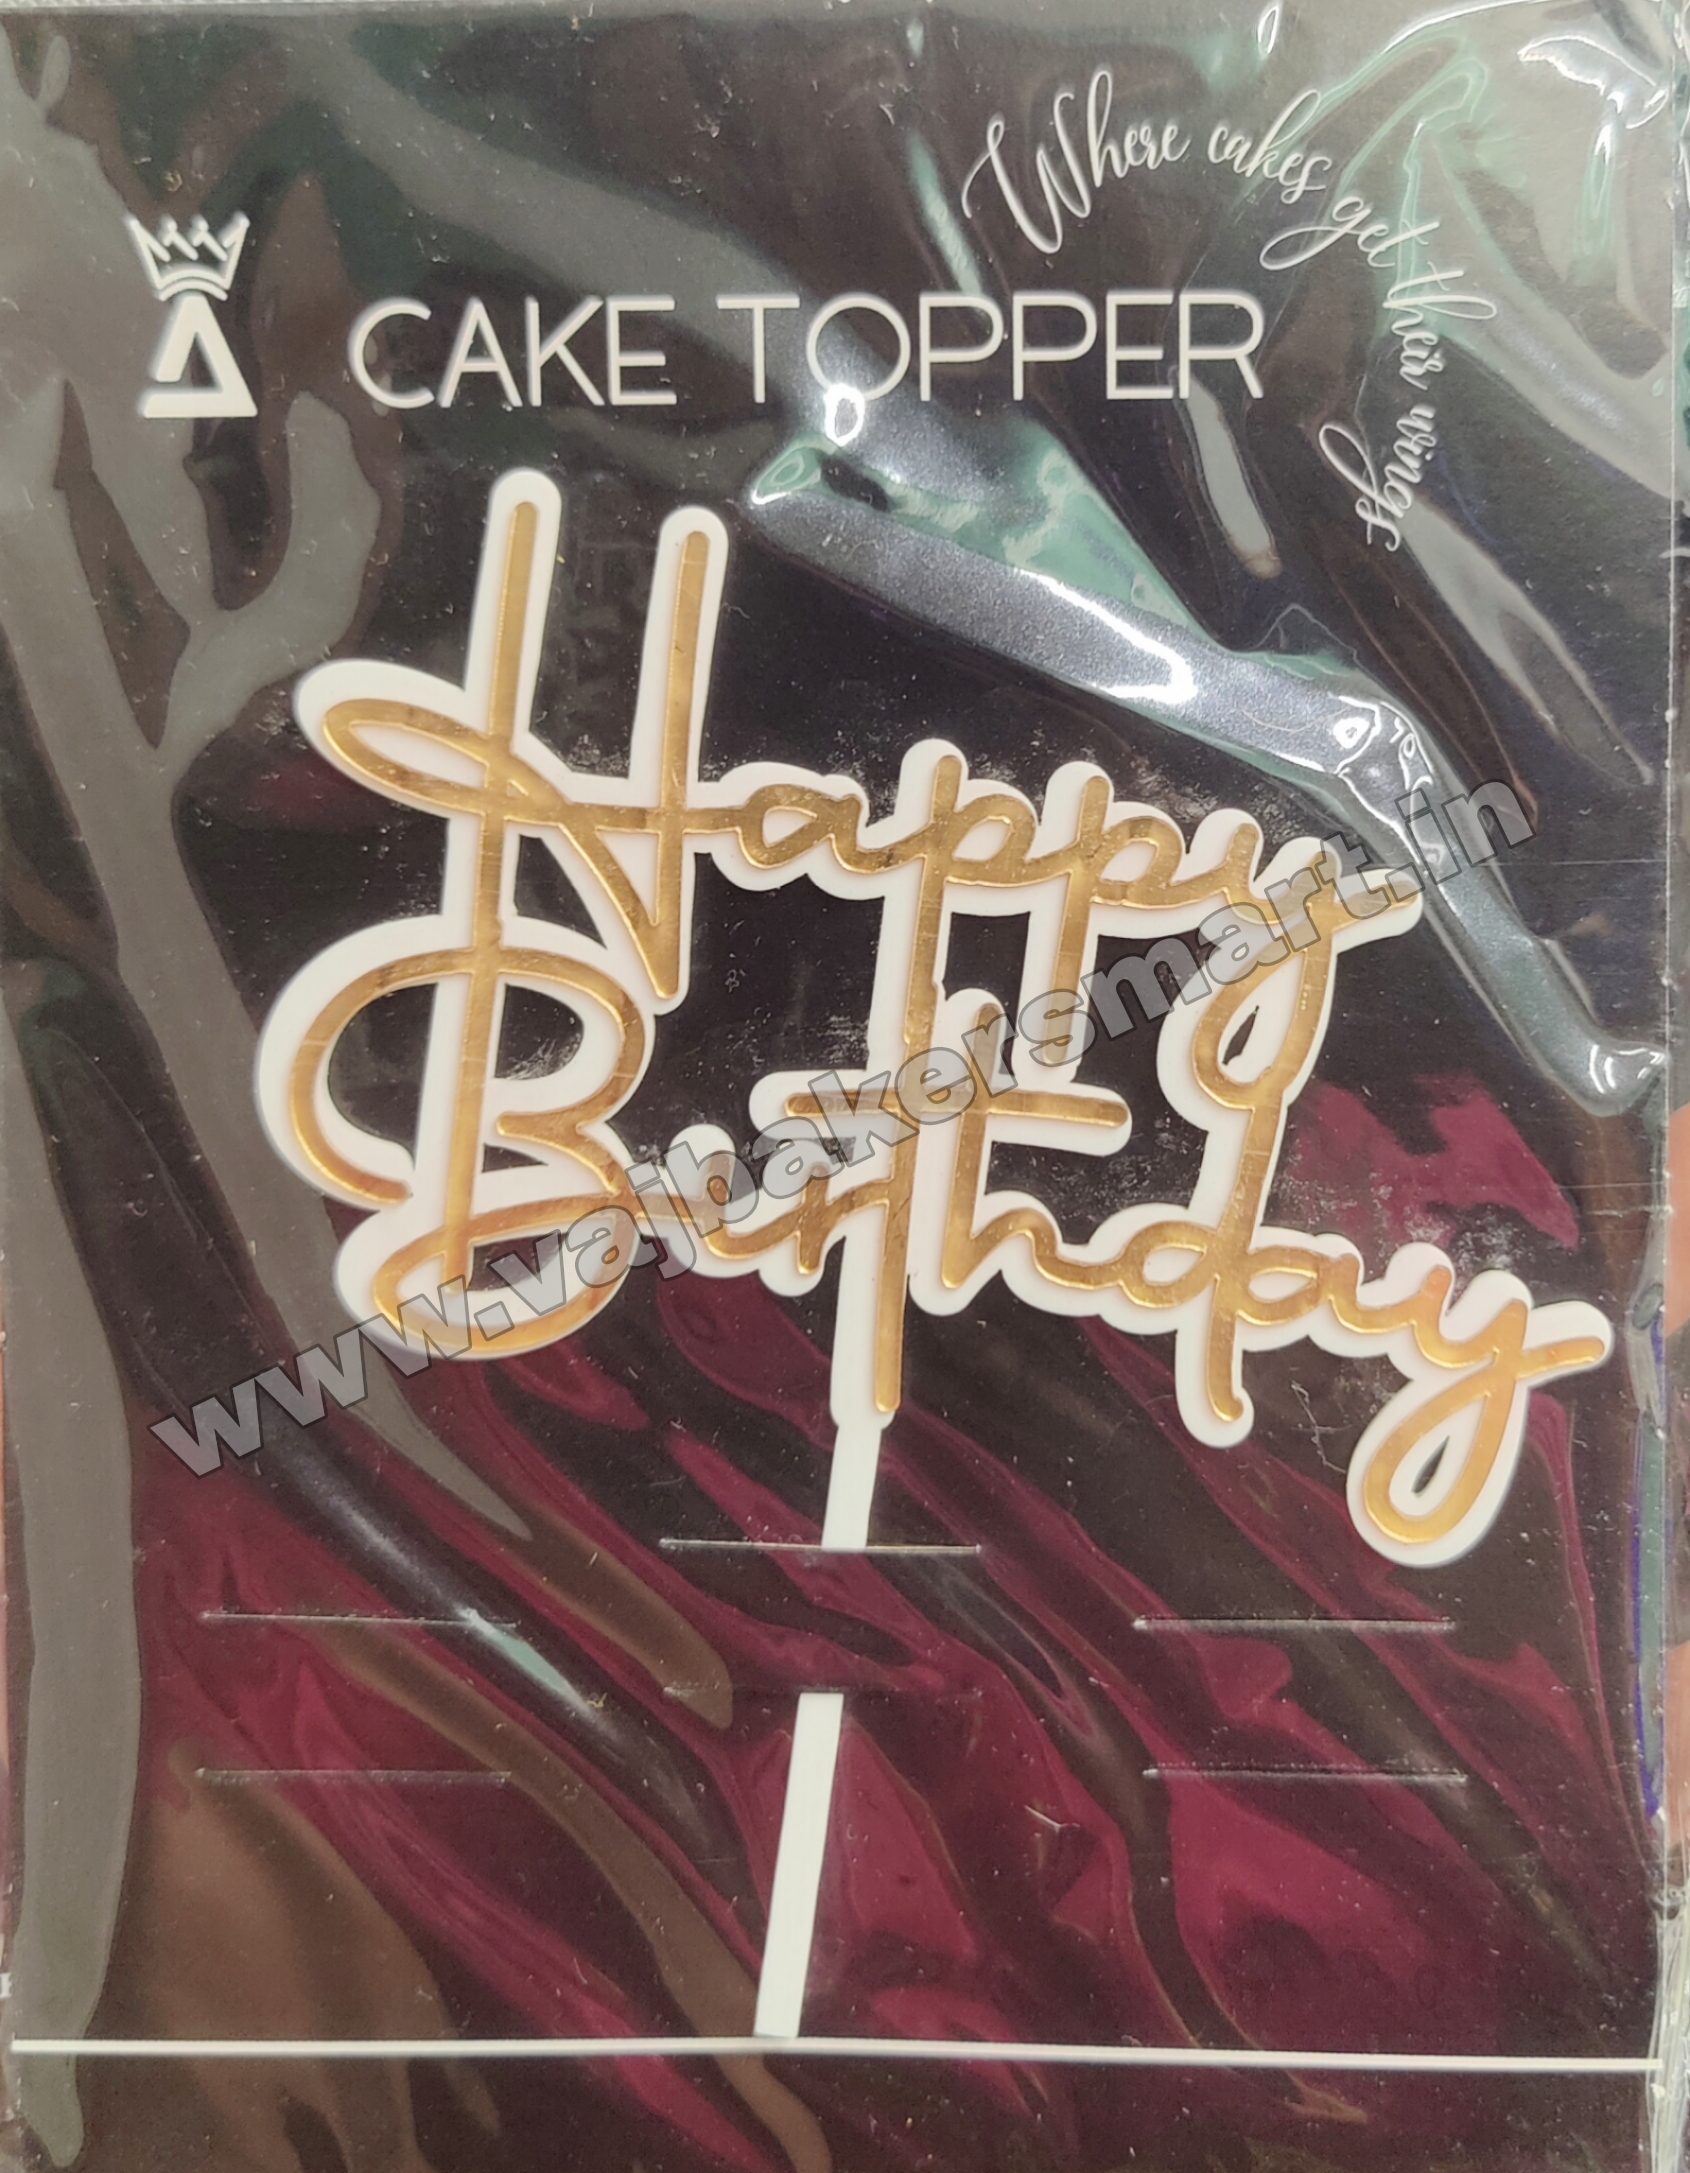 Where cakes get their wings
CAKE TOPPER
Happy
Birthday
www.vajbakersmart.in